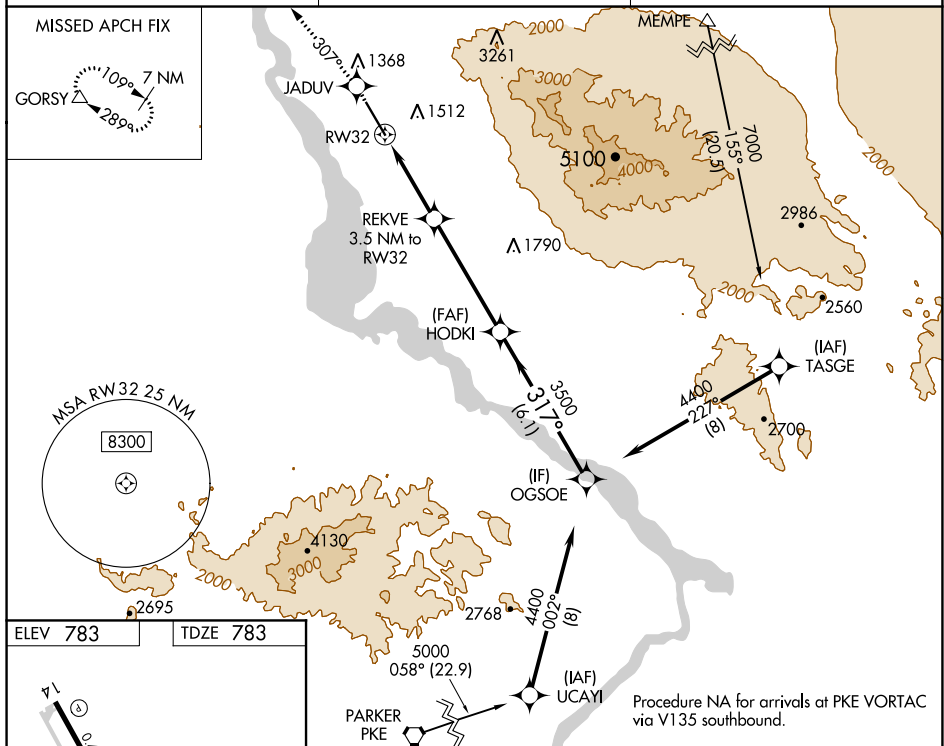 MISSED APCH FIX
109°
7 NM
GORSY
289°
307°
1368
3261
2000
MEMPE
JADUV
3000
1512
RW32
5100
4000
7000
155°
(20.5)
2000
REKVE
3.5 NM to
RW32
2986
1790
2000
2560
(FAF)
HODKI
(IAF)
TASGE
3500
317°
(6.1)
4400
227°
(8)
2700
MSA RW32 25 NM
8300
(IF)
OGSOE
4130
2000
3000
2695
2768
4400
002°
(8)
ELEV 783
TDZE 783
5000
058° (22.9)
(IAF)
UCAYI
PARKER
PKE
Procedure NA for arrivals at PKE VORTAC
via V135 southbound.
14
P